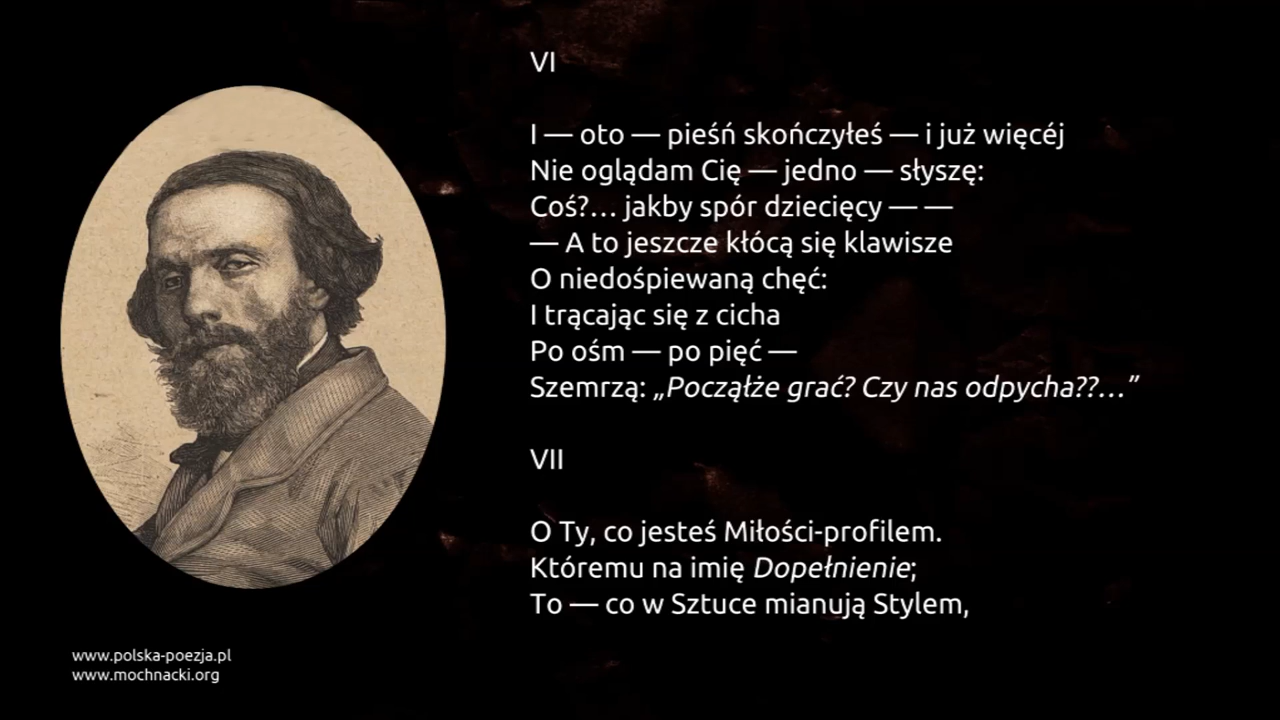 VI
I — oto — pieśń skończyłeś — i już więcéj
Nie oglądam Cię — jedno — słyszę:
Coś?… jakby spór dziecięcy — —
— A to jeszcze kłócą się klawisze
O niedośpiewaną chęć:
I trącając się z cicha
Po ośm — po pięć —
Szemrzą: „Począłże grać? Czy nas odpycha??…”
VII
O Ty, co jesteś Miłości-profilem.
Któremu na imię Dopełnienie;
To — co w Sztuce mianują Stylem,
www.polska-poezja.pl
www.mochnacki.org